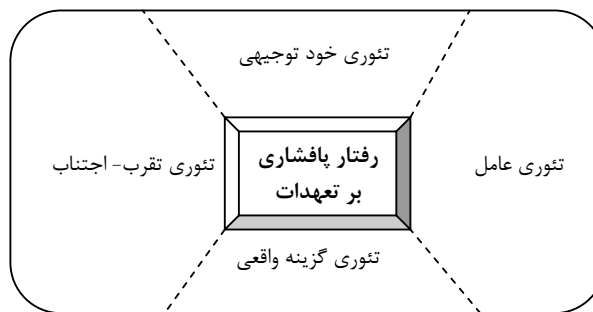 تئوری خود توجیهی
تئوری عامل
رفتار پافشاری
بر تعهدات
تئوری تقرب- اجتناب
تئوری گزینه واقعی